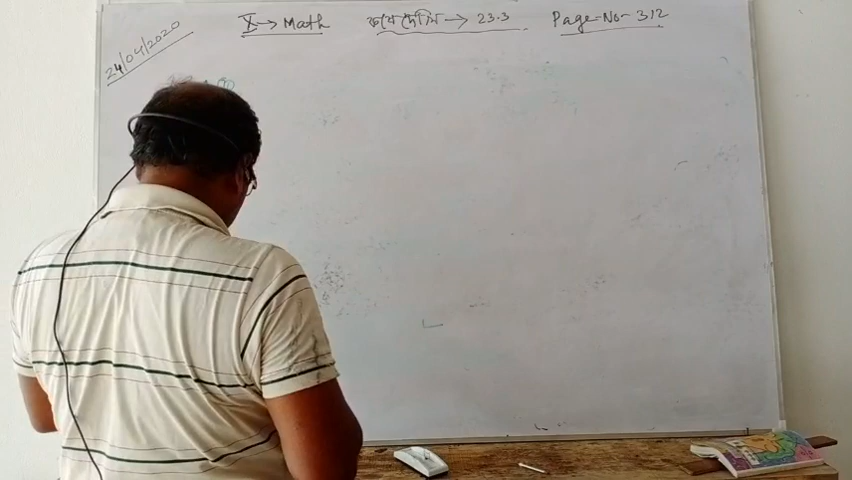 24/04/2020
X → Math
কষে দেখি → 23.3
Page-No- 312